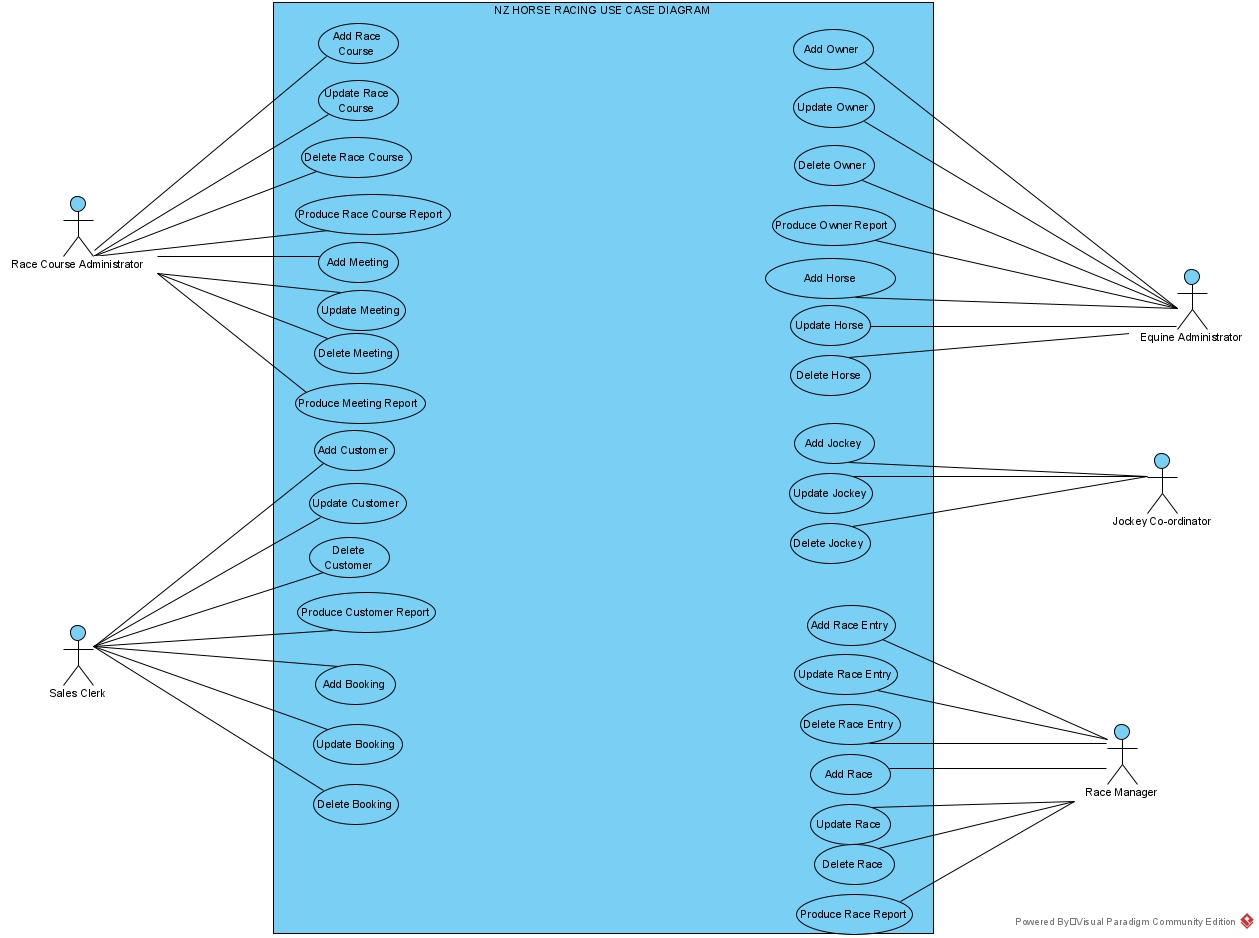 NZ HORSE RACING USE CASE DIAGRAM
Add Race
Course
Update Race
Course
Delete Race Course
Produce Race Course Report
Add Meeting
Update Meeting
Delete Meeting
Produce Meeting Report
Race Course Administrator
Add Customer
Update Customer
Delete
Customer
Produce Customer Report
Add Booking
Update Booking
Delete Booking
Sales Clerk
Add Owner
Update Owner
Delete Owner
Produce Owner Report
Add Horse
Update Horse
Delete Horse
Equine Administrator
Add Jockey
Update Jockey
Delete Jockey
Jockey Co-ordinator
Add Race Entry
Update Race Entry
Delete Race Entry
Add Race
Update Race
Delete Race
Produce Race Report
Race Manager
Powered By Visual Paradigm Community Edition